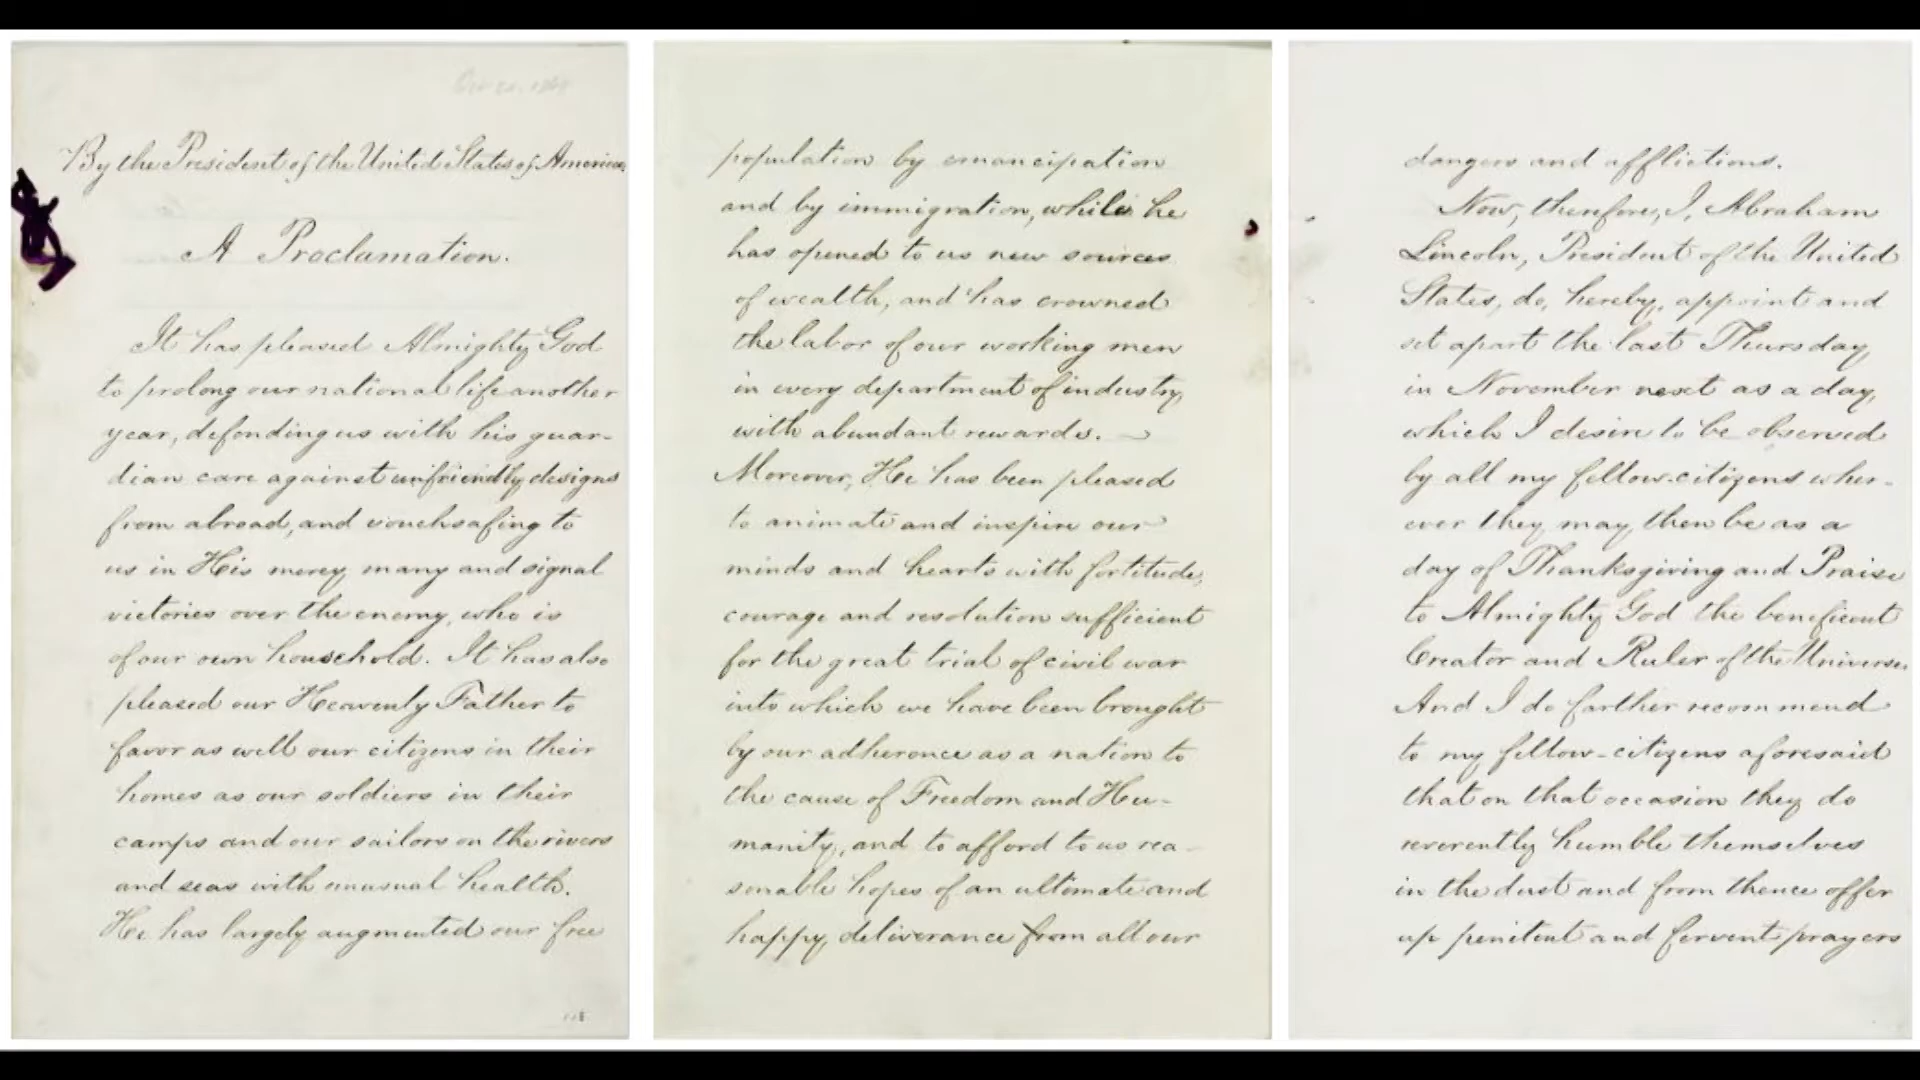 By the President of the United States of America.
A Proclamation.
It has pleased Almighty God
to prolong our national life another
year, defending us with his guar-
dian care against unfriendly designs
from abroad, and vouchsafing to
us in His mercy many and signal
victories over the enemy, who is
of our own household. It has also
pleased our Heavenly Father to
favor as well our citizens in their
homes as our soldiers in their
camps and our sailors on the rivers
and seas with unusual health.
He has largely augmented our free
population by emancipation
and by immigration, while he
has opened to us new sources
of wealth, and has crowned
the labor of our working men
in every department of industry
with abundant rewards.
Moreover, He has been pleased
to animate and inspire our
minds and hearts with fortitude,
courage and resolution sufficient
for the great trial of civil war
into which we have been brought
by our adherence as a nation to
the cause of Freedom and Hu-
manity, and to afford to us rea-
sonable hopes of an ultimate and
happy deliverance from all our
dangers and afflictions.
Now, therefore, I, Abraham
Lincoln, President of the United
States, do, hereby, appoint and
set apart the last Thursday
in November next as a day,
which I desire to be observed
by all my fellow-citizens wher-
ever they may then be as a
day of Thanksgiving and Praise
to Almighty God the beneficent
Creator and Ruler of the Universe.
And I do farther recommend
to my fellow-citizens aforesaid
that on that occasion they do
reverently humble themselves
in the dust and from thence offer
up penitent and fervent prayers